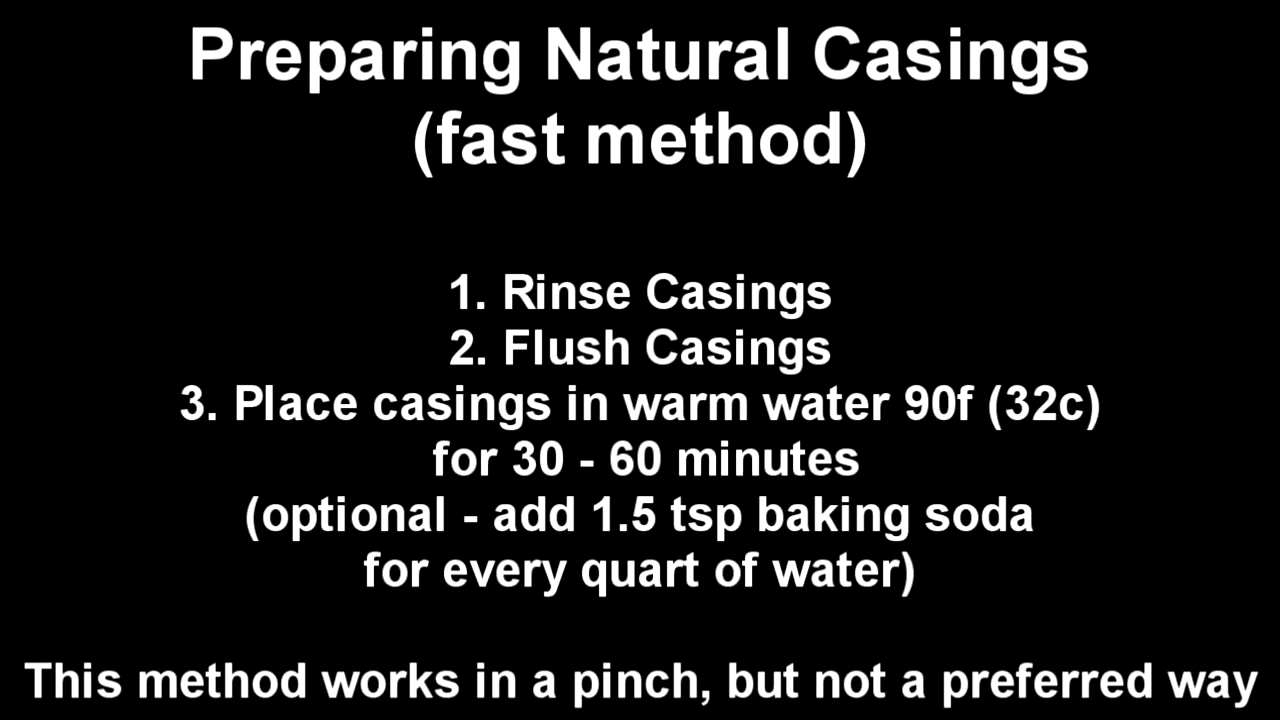 Preparing Natural Casings
(fast method)
1. Rinse Casings
2. Flush Casings
3. Place casings in warm water 90f (32c)
for 30 - 60 minutes
(optional - add 1.5 tsp baking soda
for every quart of water)
This method works in a pinch, but not a preferred way